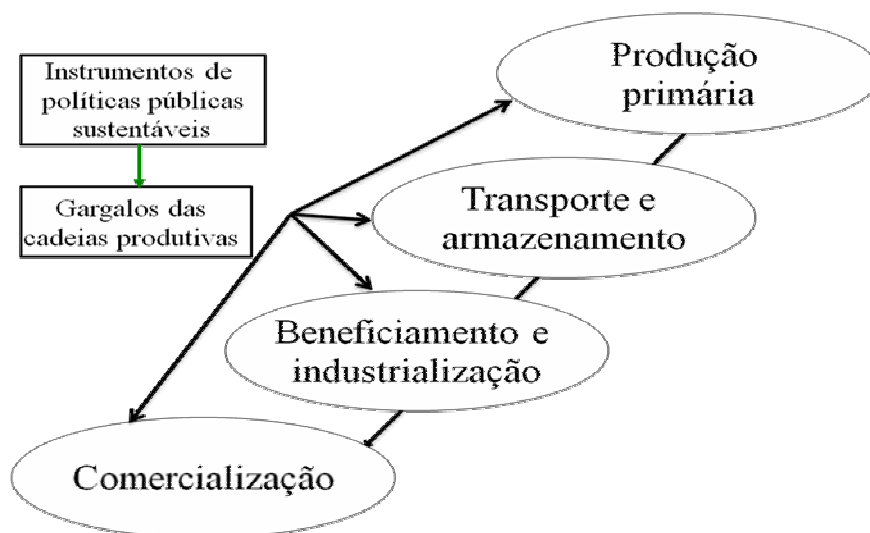 Instrumentos de
políticas públicas
sustentáveis
Gargalos das
cadeias produtivas
Produção
primária
Transporte e
armazenamento
Beneficiamento e
industrialização
Comercialização